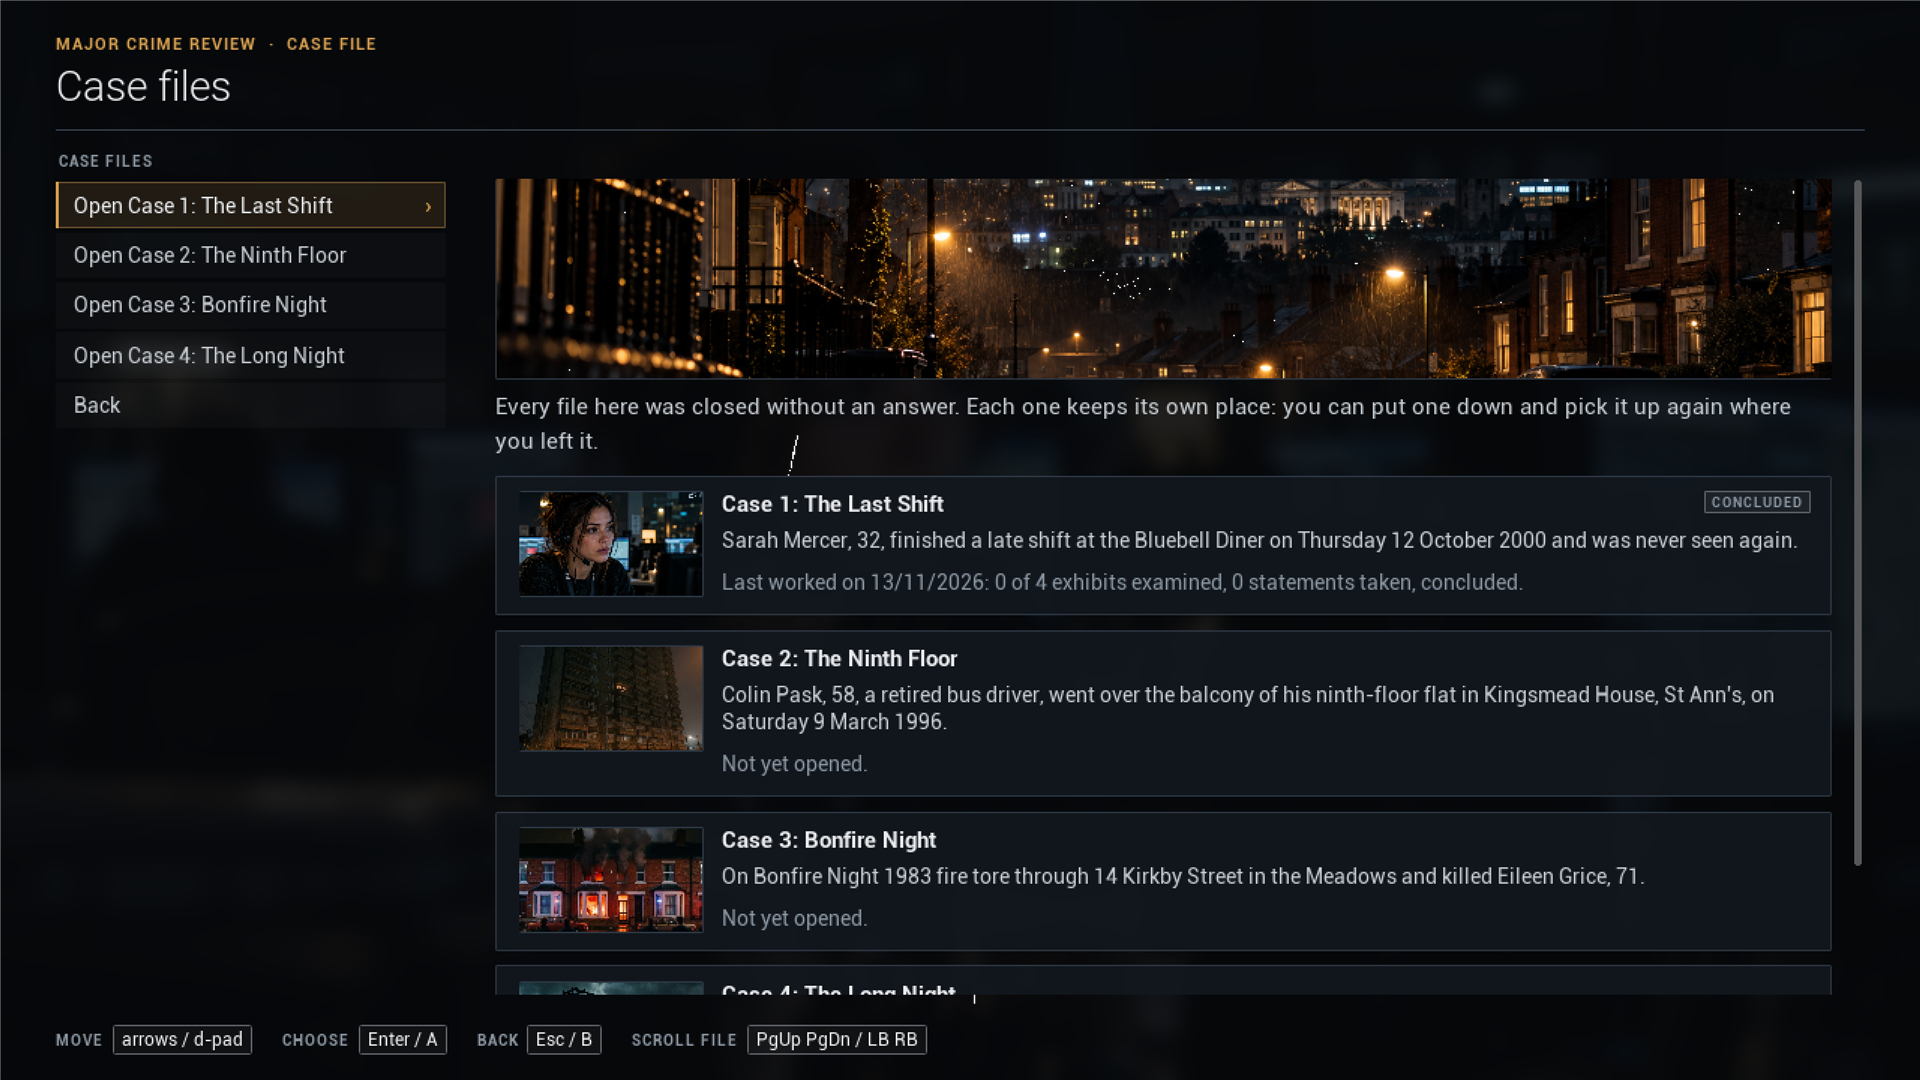 MAJOR CRIME REVIEW · CASE FILE
Case files
CASE FILES
Open Case 1: The Last Shift ›
Open Case 2: The Ninth Floor
Open Case 3: Bonfire Night
Open Case 4: The Long Night
Back
Every file here was closed without an answer. Each one keeps its own place: you can put one down and pick it up again where
you left it.
Case 1: The Last Shift
CONCLUDED
Sarah Mercer, 32, finished a late shift at the Bluebell Diner on Thursday 12 October 2000 and was never seen again.
Last worked on 13/11/2026: 0 of 4 exhibits examined, 0 statements taken, concluded.
Case 2: The Ninth Floor
Colin Pask, 58, a retired bus driver, went over the balcony of his ninth-floor flat in Kingsmead House, St Ann's, on
Saturday 9 March 1996.
Not yet opened.
Case 3: Bonfire Night
On Bonfire Night 1983 fire tore through 14 Kirkby Street in the Meadows and killed Eileen Grice, 71.
Not yet opened.
Case 4: The Long Night
MOVE arrows / d-pad CHOOSE Enter / A BACK Esc / B SCROLL FILE PgUp PgDn / LB RB